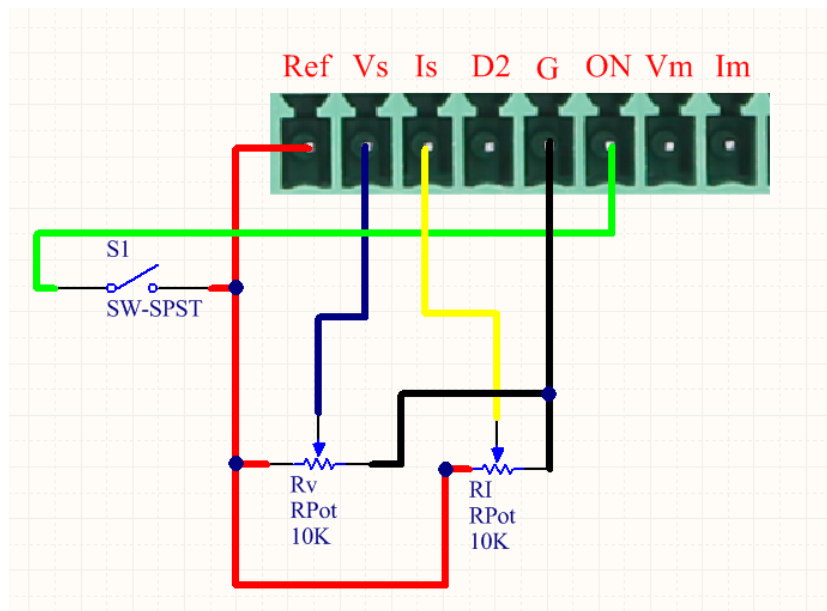 Ref Vs Is D2 G ON Vm Im
S1
SW-SPST
Rv
RPot
10K
RI
RPot
10K